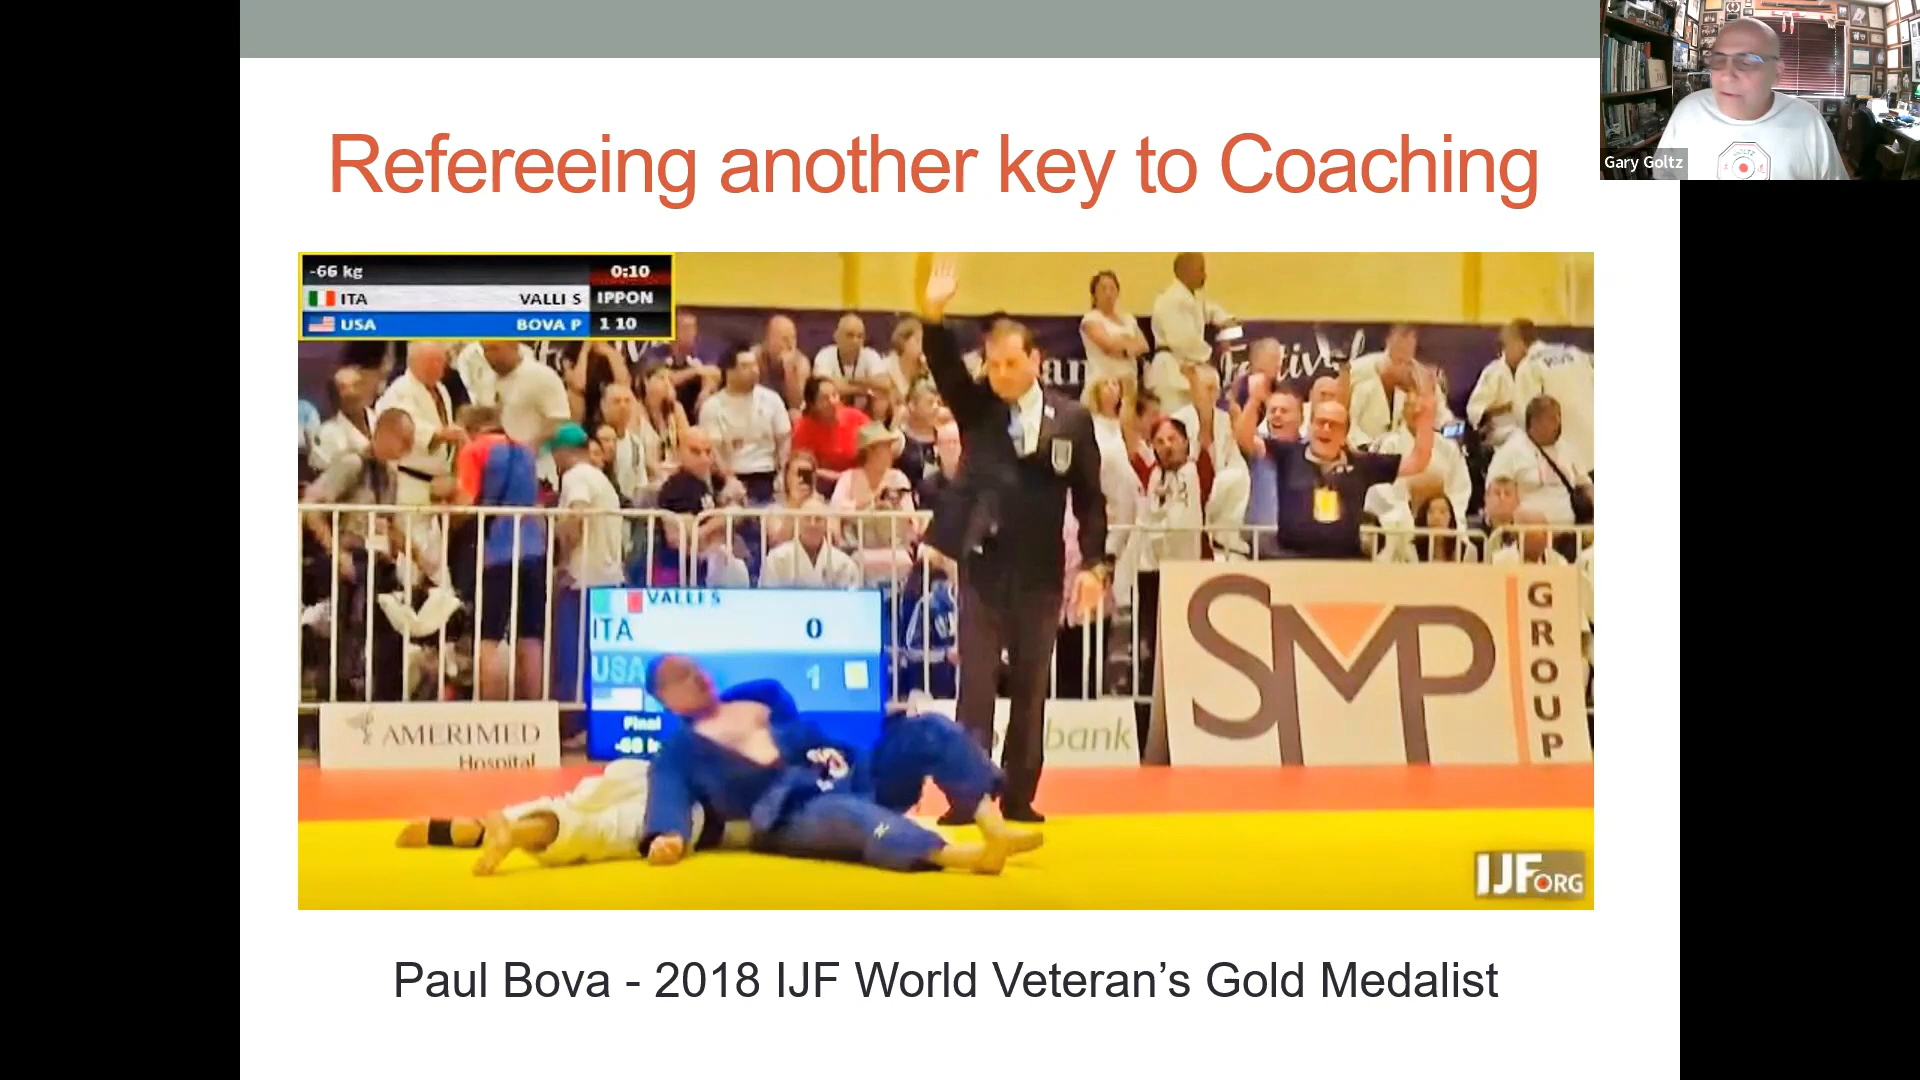 Refereeing another key to Coaching
Gary Goltz
-66 kg 0:10
ITA VALLI S IPPON
USA BOVA P 1 10
VALLI S
ITA 0
USA 1
Final
AMERIMED
Hospital
bank
SMP
GROUP
IJF.ORG
Paul Bova - 2018 IJF World Veteran’s Gold Medalist